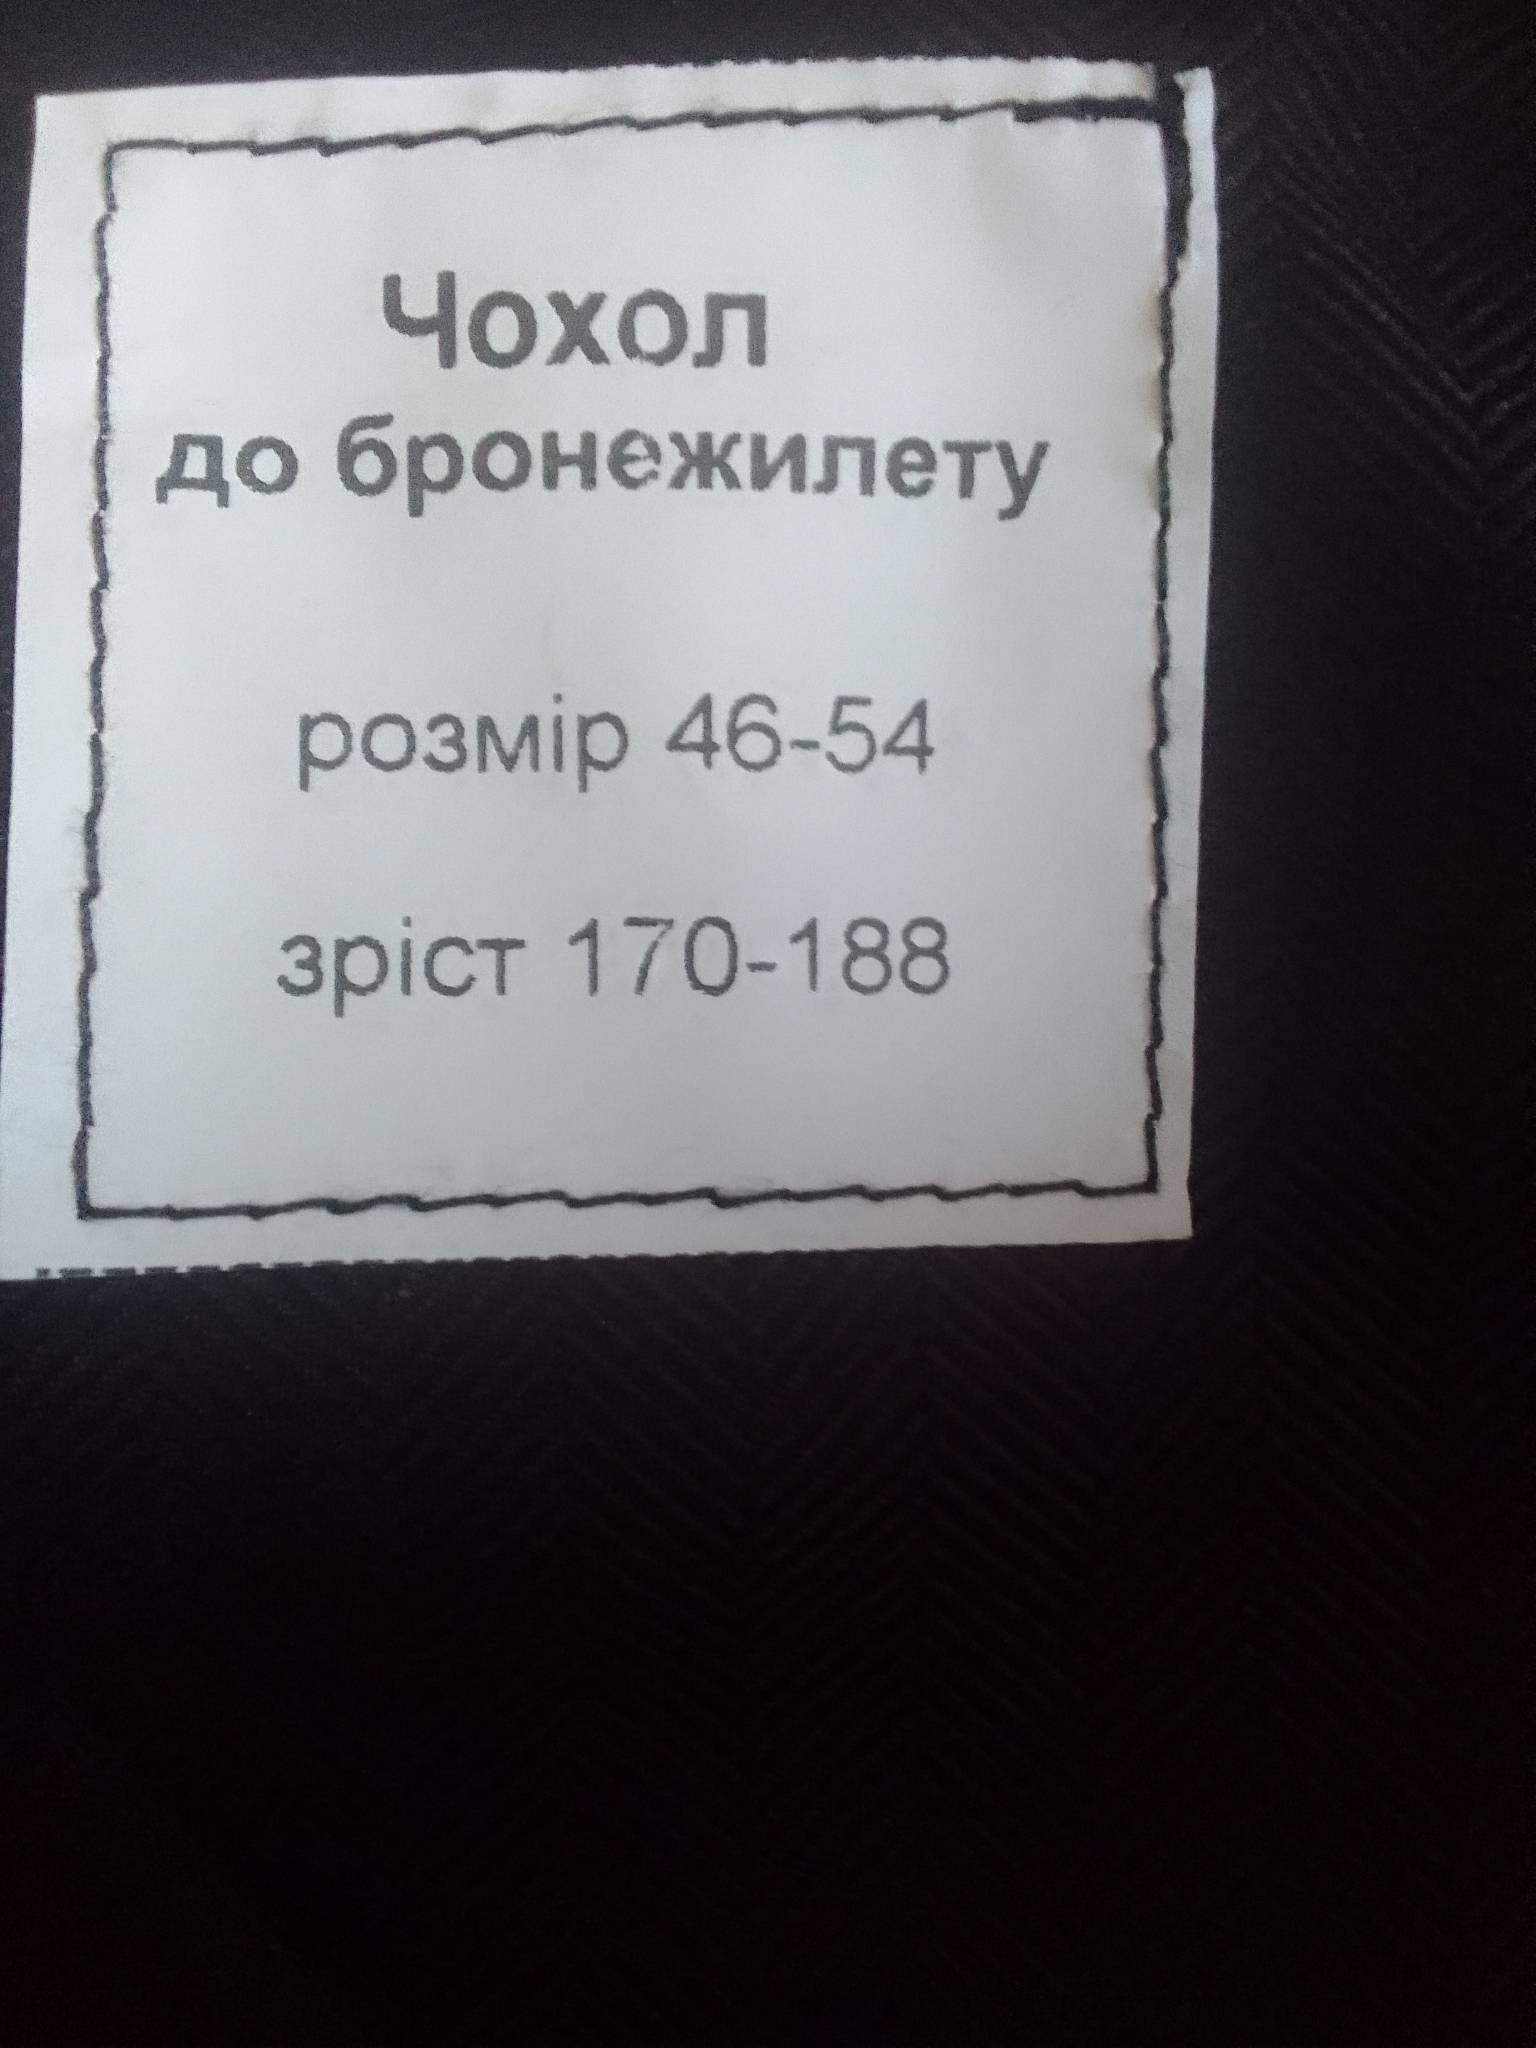 Чохол
до бронежилету
розмір 46-54
зріст 170-188